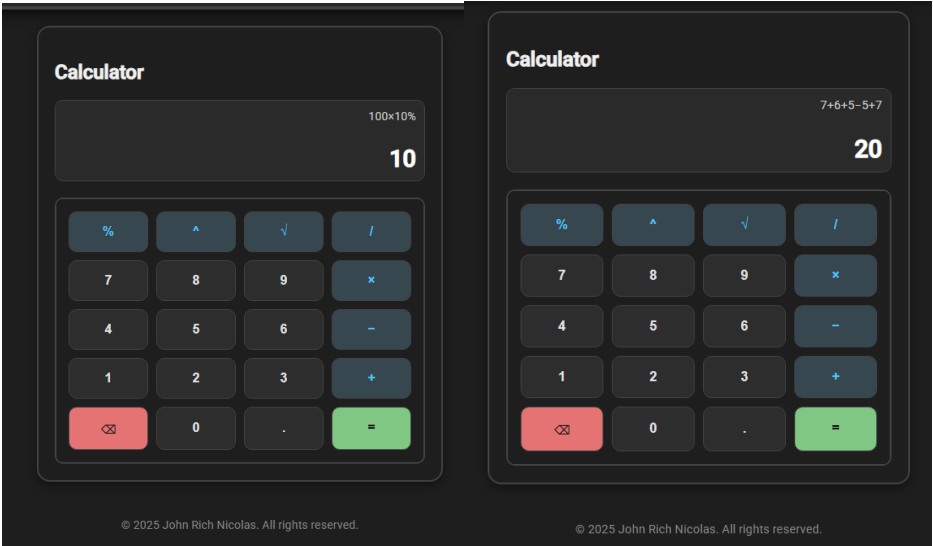 Calculator
100×10%
10
% ^ √ /
7 8 9 ×
4 5 6 −
1 2 3 +
⌫ 0 . =
© 2025 John Rich Nicolas. All rights reserved.
Calculator
7+6+5−5+7
20
% ^ √ /
7 8 9 ×
4 5 6 −
1 2 3 +
⌫ 0 . =
© 2025 John Rich Nicolas. All rights reserved.